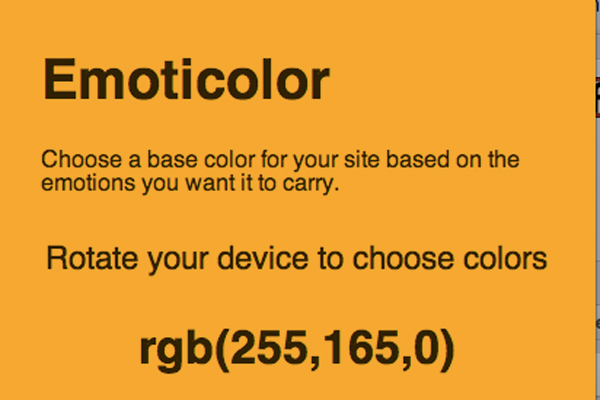 Emoticolor
Choose a base color for your site based on the
emotions you want it to carry.
Rotate your device to choose colors
rgb(255,165,0)